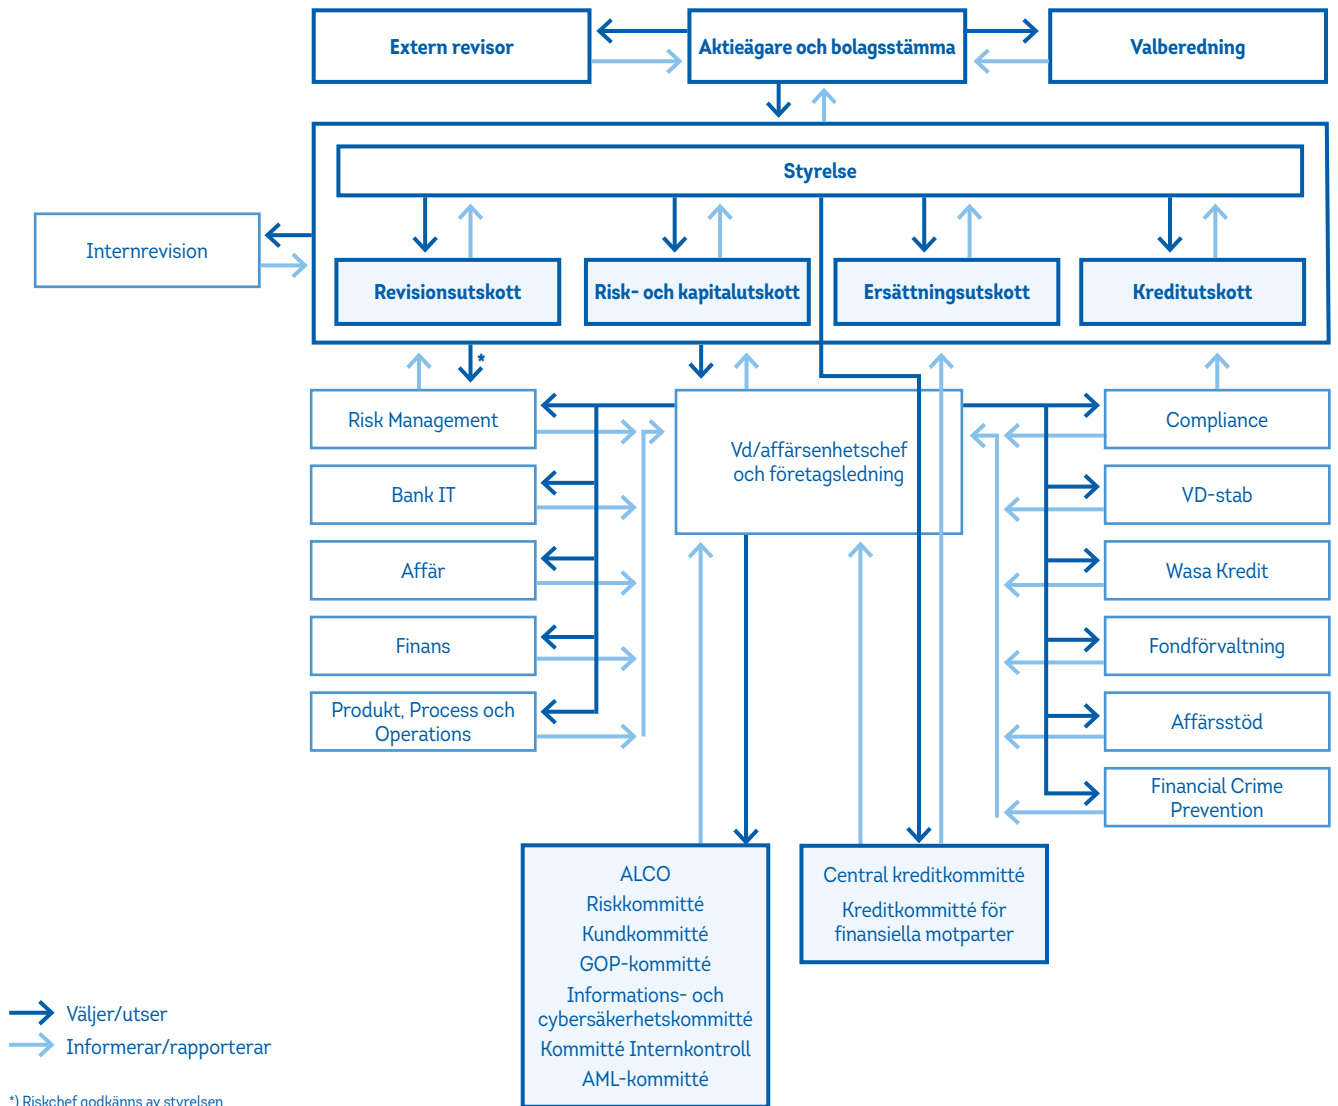 Extern revisor
Aktieägare och bolagsstämma
Valberedning
Styrelse
Internrevision
Revisionsutskott
Risk- och kapitalutskott
Ersättningsutskott
Kreditutskott
*
Risk Management
Bank IT
Affär
Finans
Produkt, Process och
Operations
Vd/affärsenhetschef
och företagsledning
Compliance
VD-stab
Wasa Kredit
Fondförvaltning
Affärsstöd
Financial Crime
Prevention
ALCO
Riskkommitté
Kundkommitté
GOP-kommitté
Informations- och
cybersäkerhetskommitté
Kommitté Internkontroll
AML-kommitté
Central kreditkommitté
Kreditkommitté för
finansiella motparter
Väljer/utser
Informerar/rapporterar
*) Riskchef godkänns av styrelsen